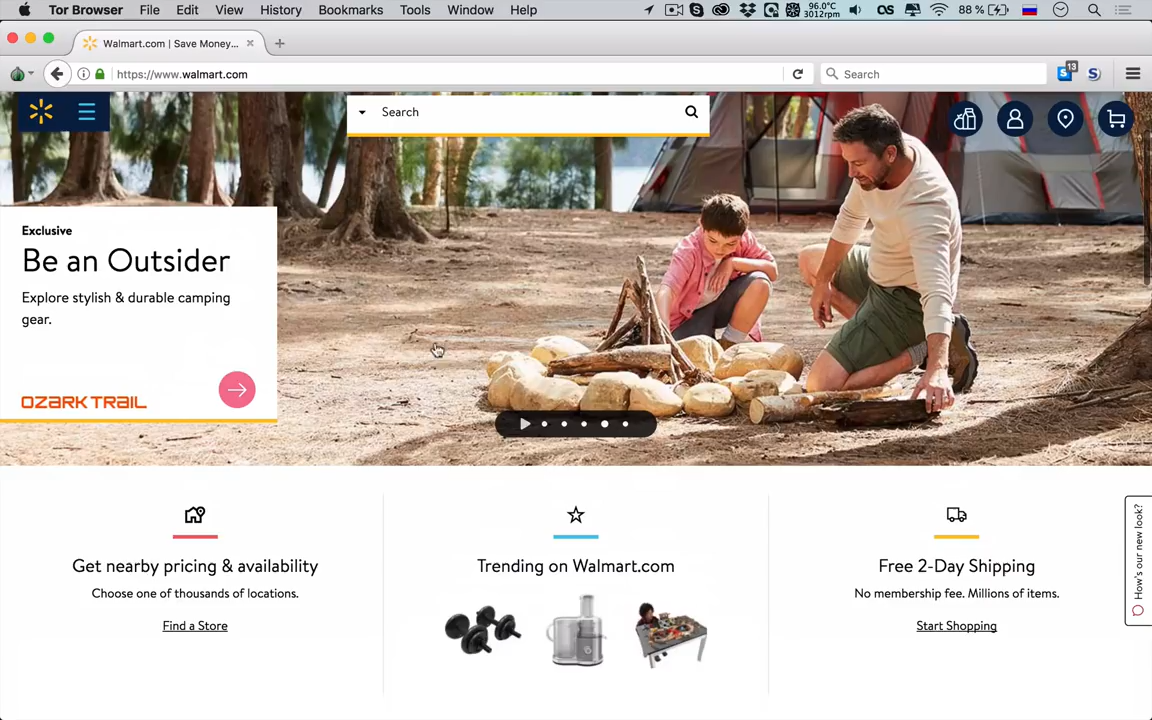 Tor Browser File Edit View History Bookmarks Tools Window Help
96.0°C
3012rpm
88 %
Walmart.com | Save Money...
https://www.walmart.com
Search
13
Search
Exclusive
Be an Outsider
Explore stylish & durable camping
gear.
OZARK TRAIL
Get nearby pricing & availability
Choose one of thousands of locations.
Find a Store
Trending on Walmart.com
Free 2-Day Shipping
No membership fee. Millions of items.
Start Shopping
How's our new look?